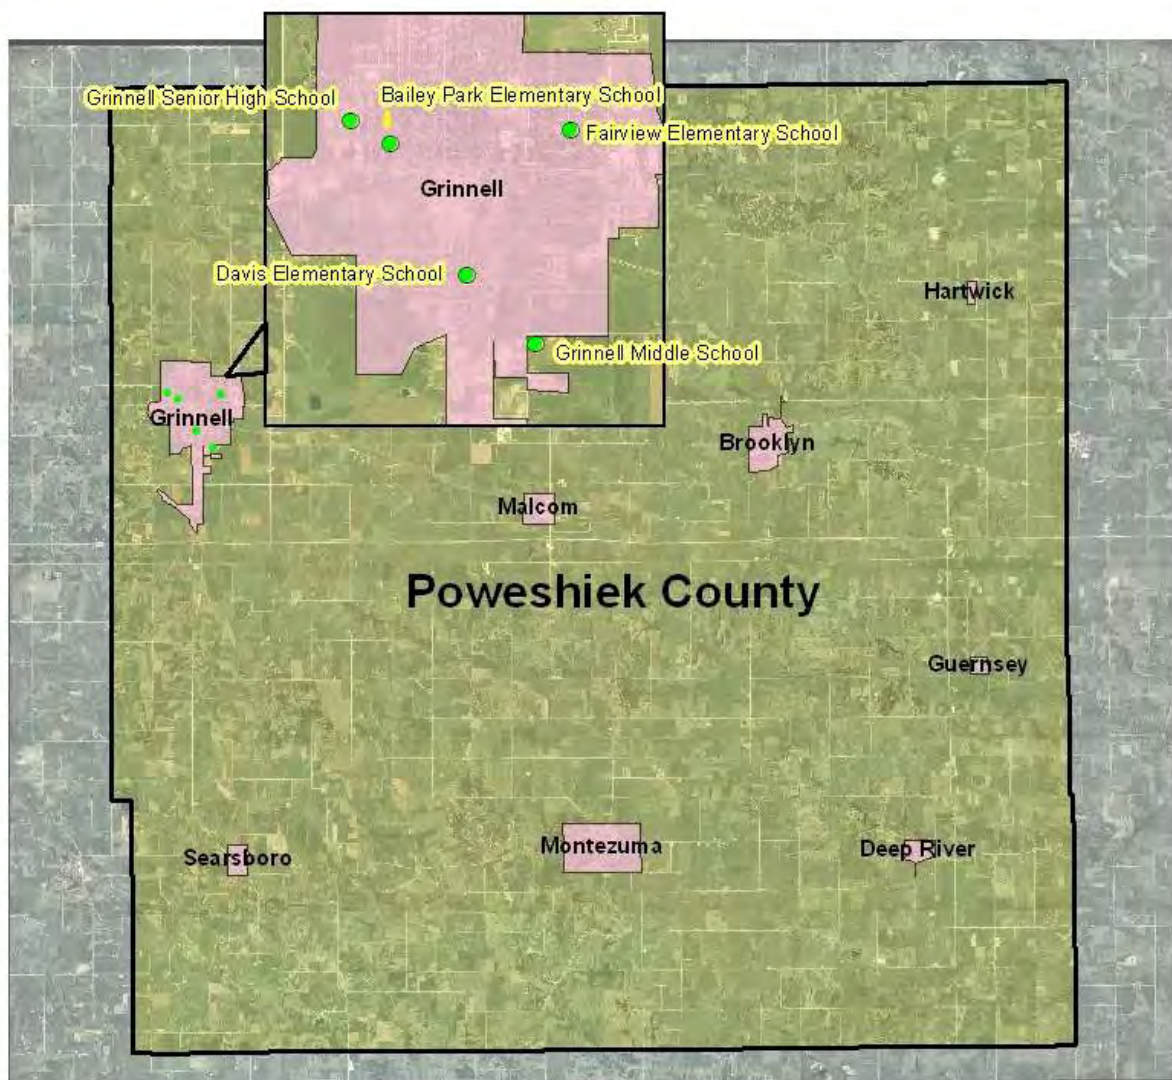 Grinnell Senior High School
Bailey Park Elementary School
Fairview Elementary School
Grinnell
Davis Elementary School
Grinnell Middle School
Hartwick
Grinnell
Brooklyn
Malcom
Poweshiek County
Guernsey
Searsboro
Montezuma
Deep River